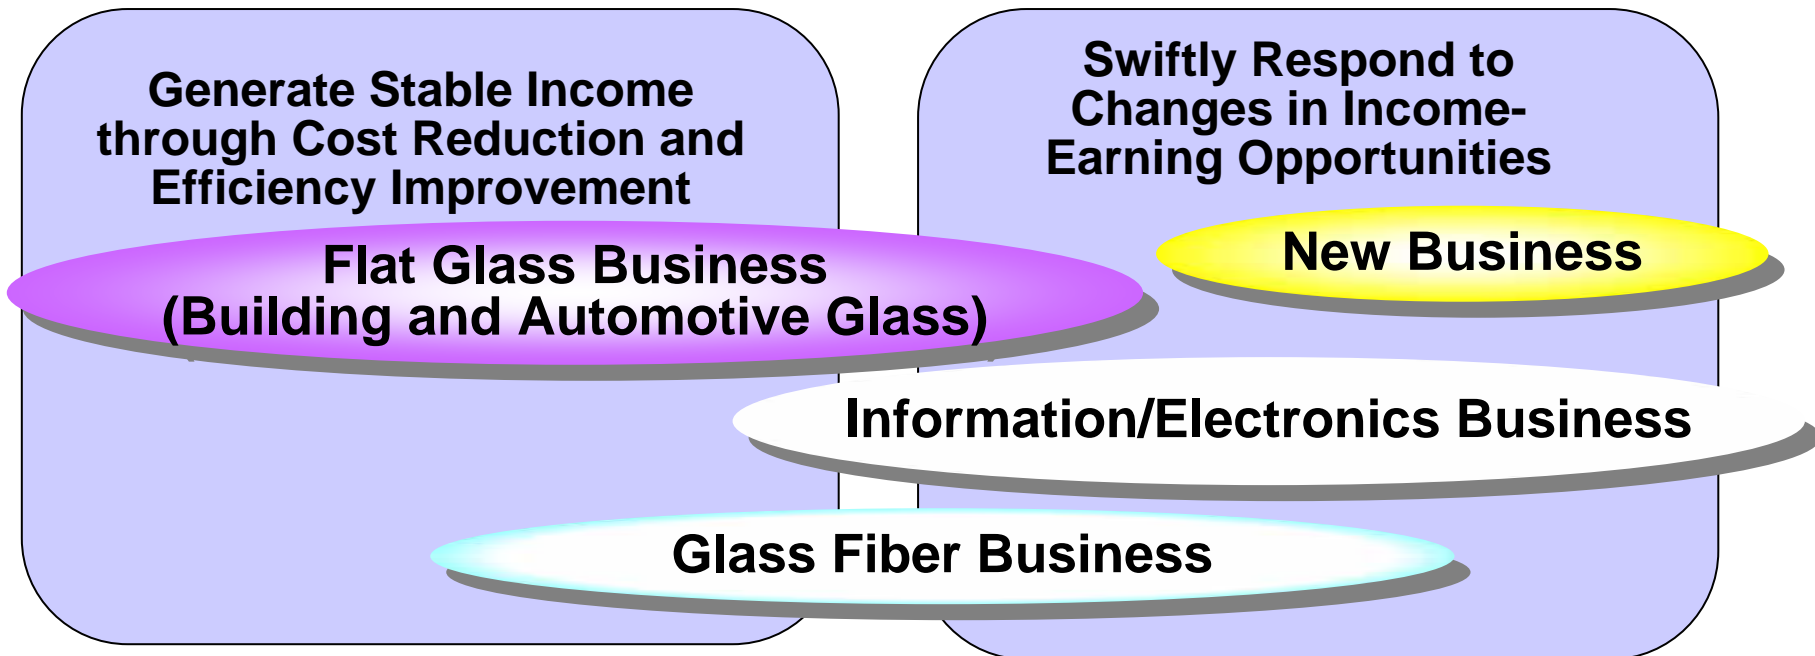 Generate Stable Income
through Cost Reduction and
Efficiency Improvement
Swiftly Respond to
Changes in Income-
Earning Opportunities
Flat Glass Business
(Building and Automotive Glass)
New Business
Information/Electronics Business
Glass Fiber Business